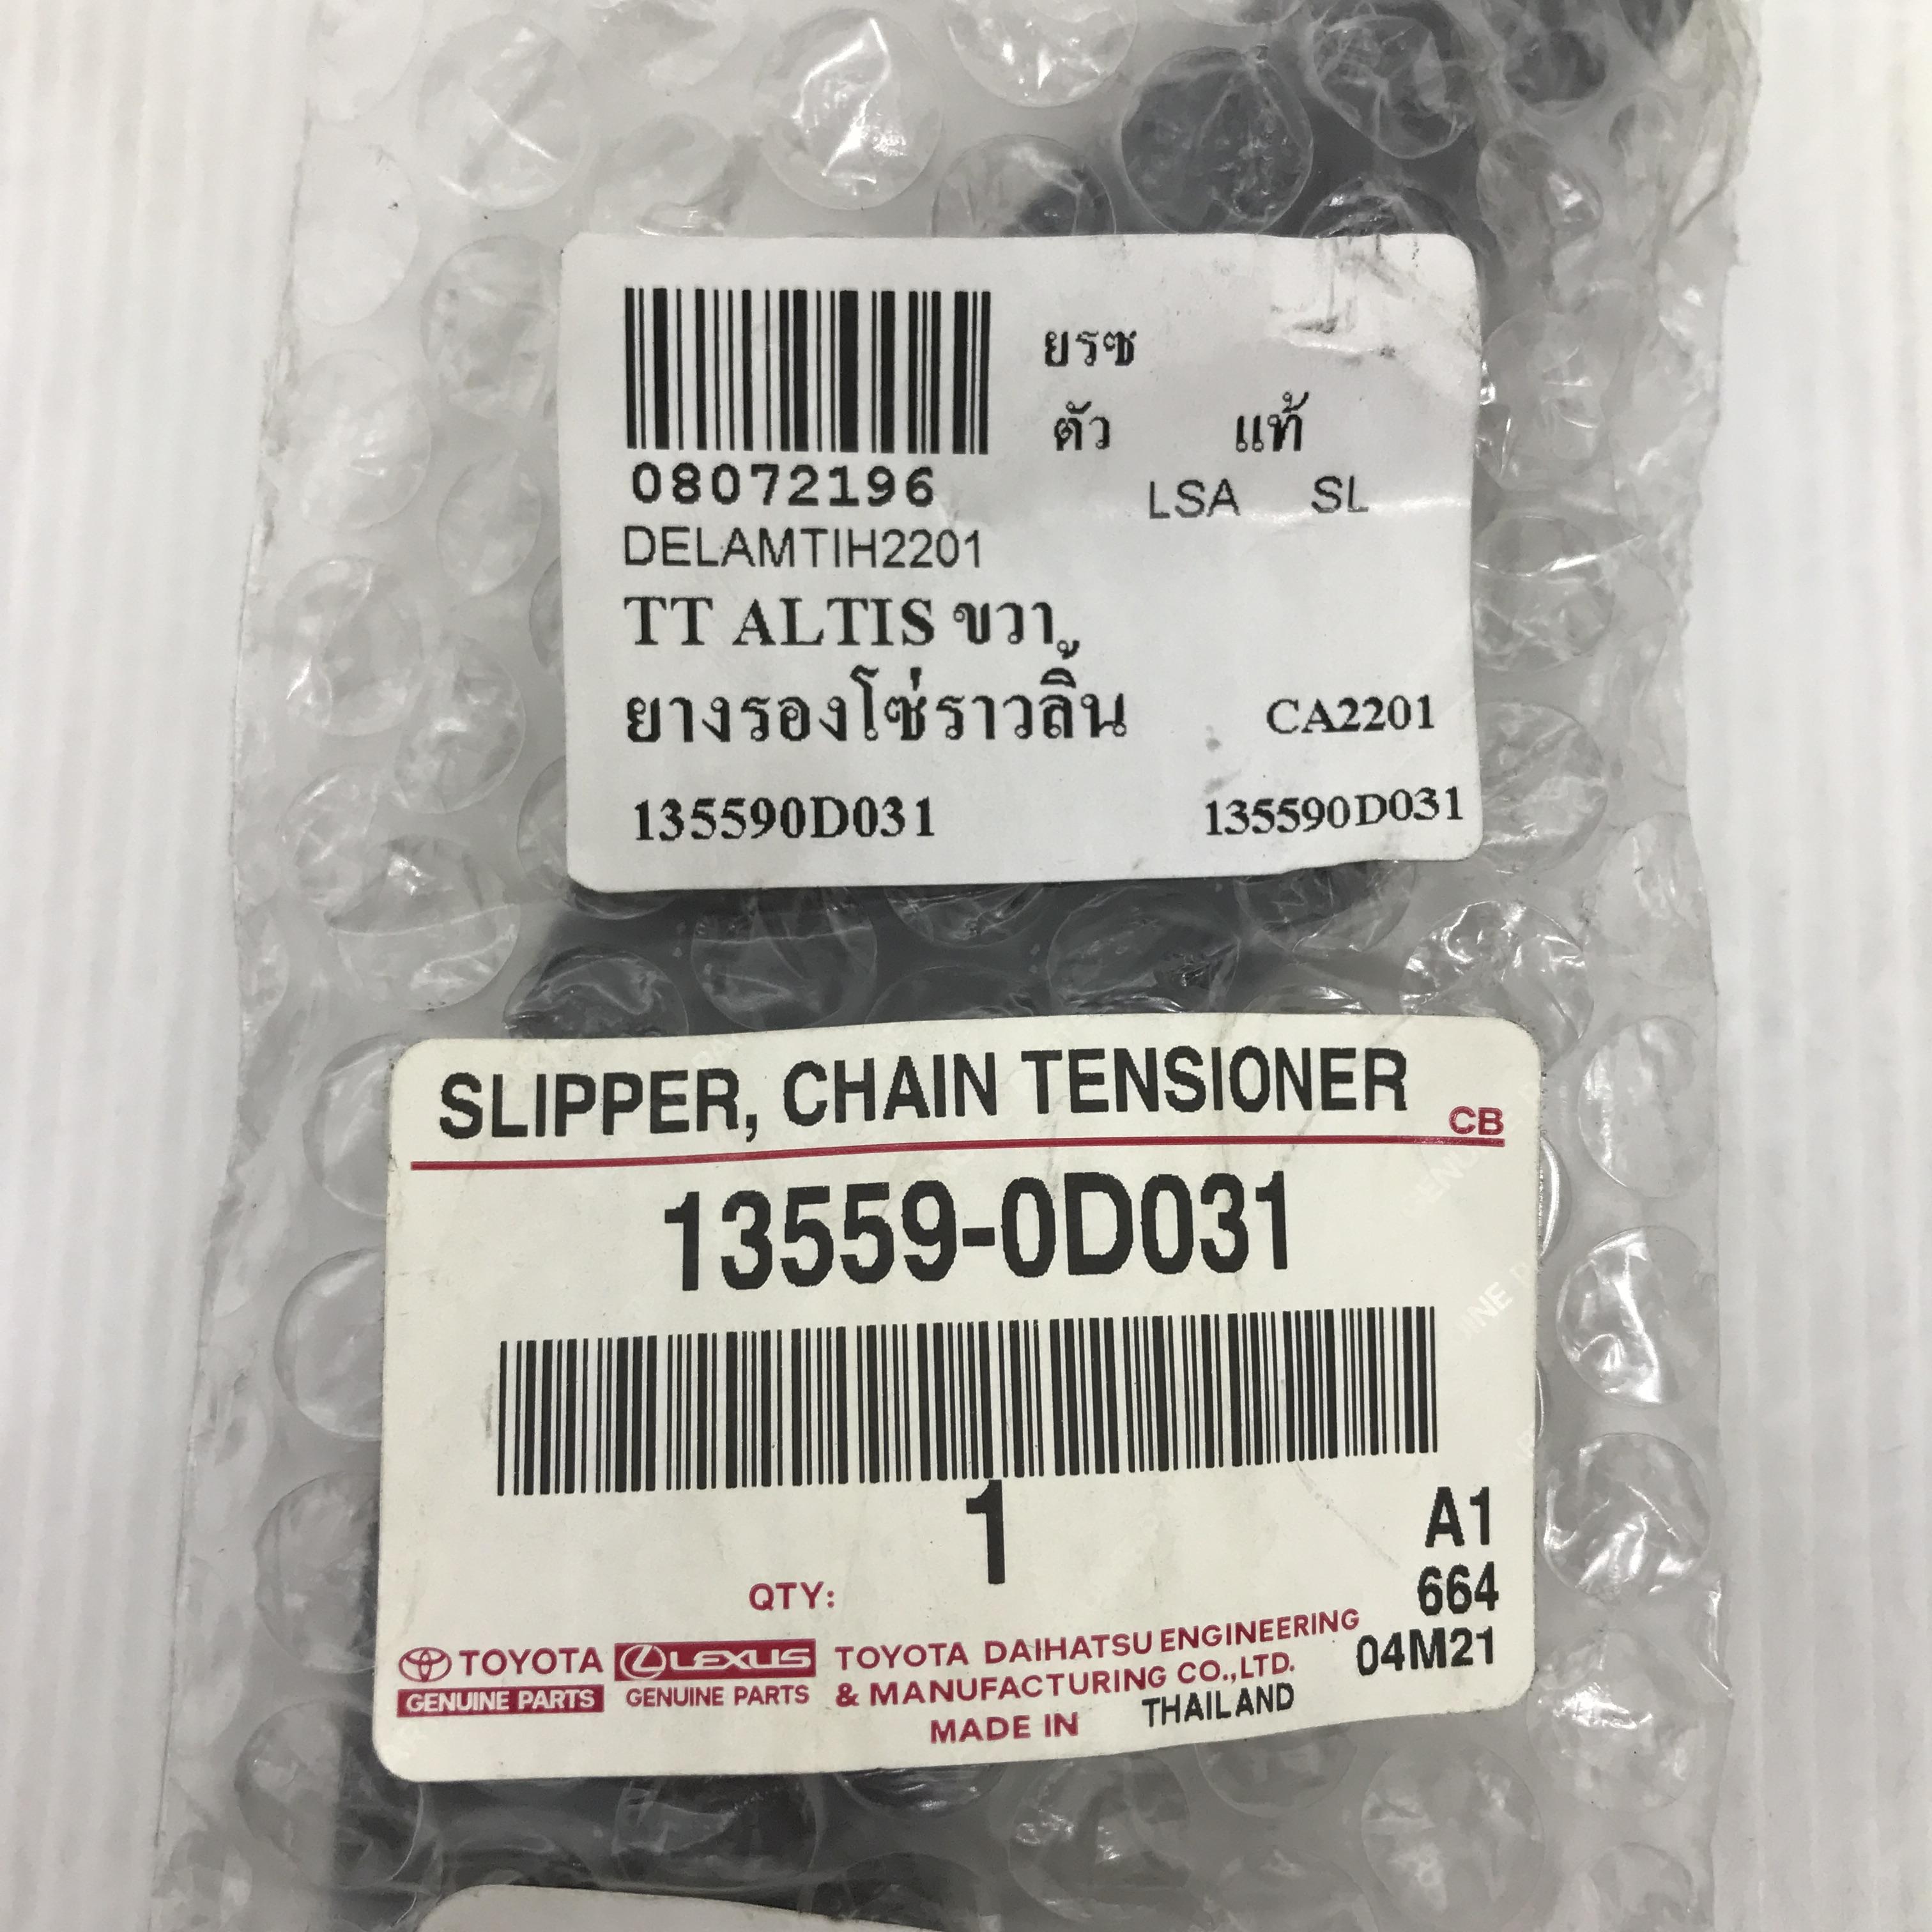 ยรซ
ตัว แท้
08072196
LSA SL
DELAMTIH2201
TT ALTIS ขวา
ยางรองโซ่ราวลิ้น CA2201
135590D031 135590D031
SLIPPER, CHAIN TENSIONER CB
13559-0D031
QTY: 1
A1
664
04M21
TOYOTA GENUINE PARTS
LEXUS GENUINE PARTS
TOYOTA DAIHATSU ENGINEERING
& MANUFACTURING CO.,LTD.
MADE IN THAILAND